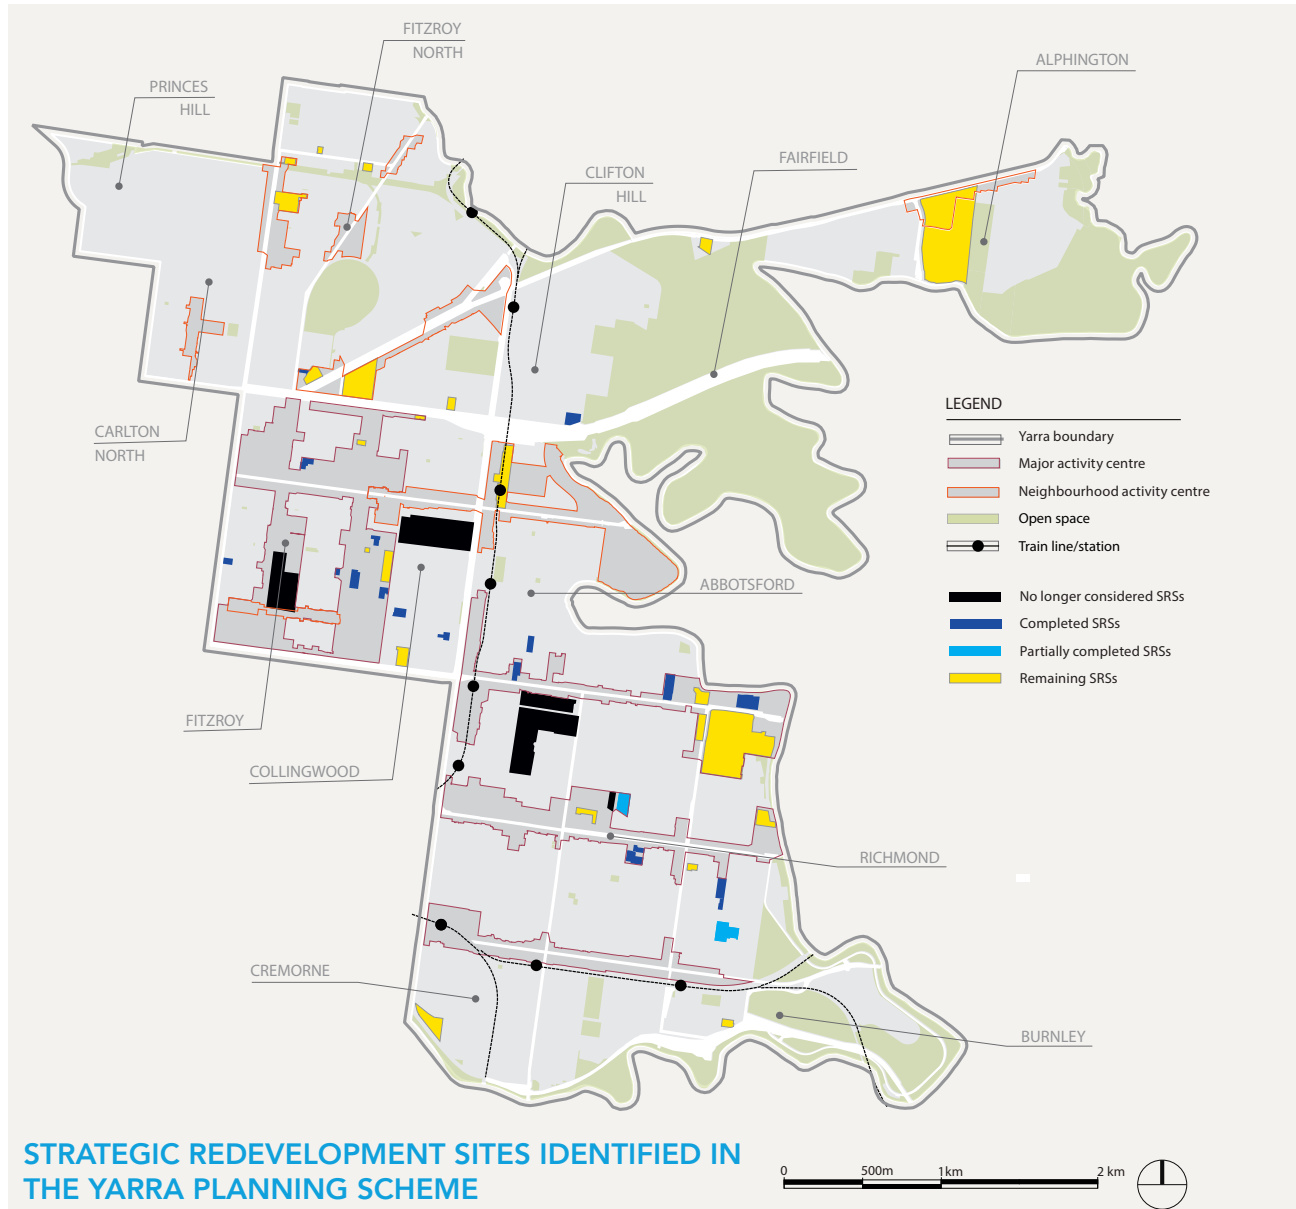 FITZROY
NORTH
ALPHINGTON
PRINCES
HILL
FAIRFIELD
CLIFTON
HILL
CARLTON
NORTH
LEGEND
Yarra boundary
Major activity centre
Neighbourhood activity centre
Open space
Train line/station
No longer considered SRSs
Completed SRSs
Partially completed SRSs
Remaining SRSs
ABBOTSFORD
FITZROY
COLLINGWOOD
RICHMOND
CREMORNE
BURNLEY
STRATEGIC REDEVELOPMENT SITES IDENTIFIED IN
THE YARRA PLANNING SCHEME
0 500m 1km 2 km